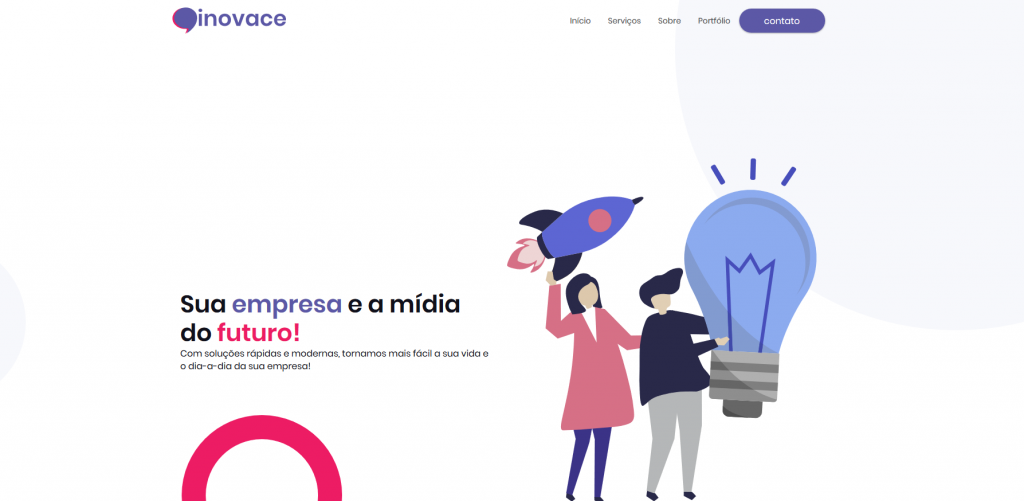 inovace
Início
Serviços
Sobre
Portfólio
contato
Sua empresa e a mídia
do futuro!
Com soluções rápidas e modernas, tornamos mais fácil a sua vida e
o dia-a-dia da sua empresa!